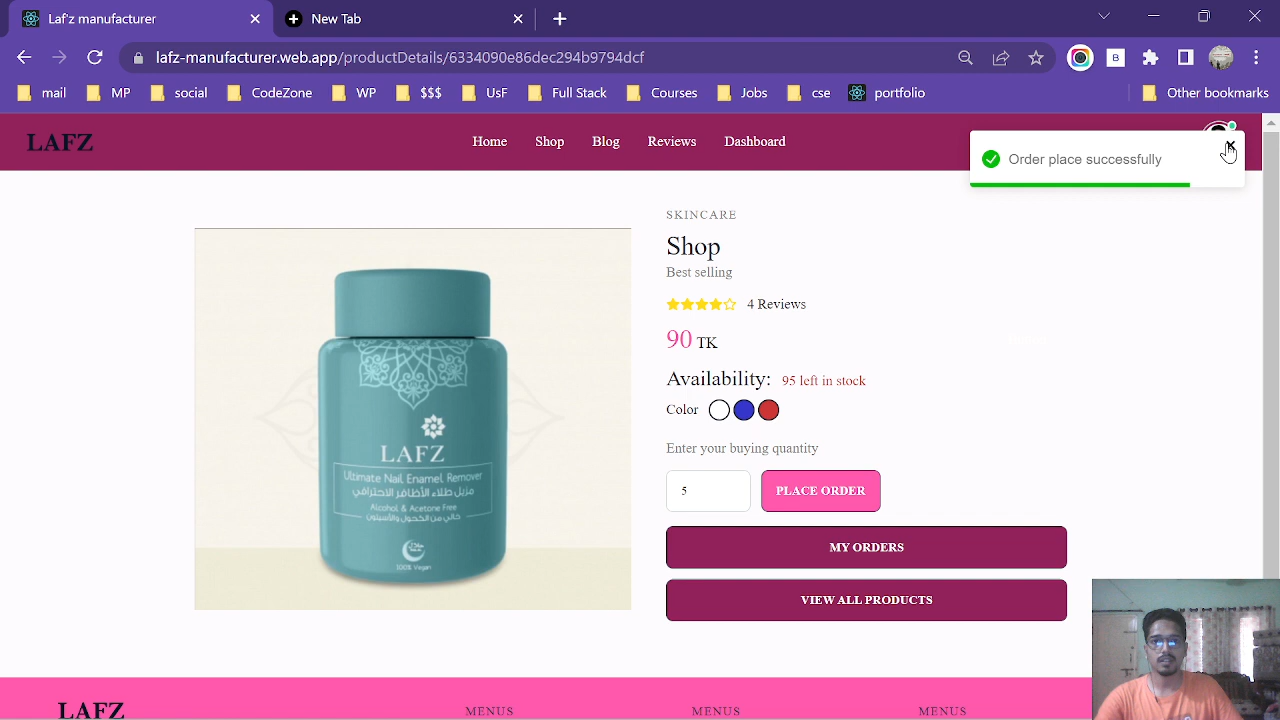 Laf'z manufacturer
New Tab
lafz-manufacturer.web.app/productDetails/6334090e86dec294b9794dcf
mail
MP
social
CodeZone
WP
$$$
UsF
Full Stack
Courses
Jobs
cse
portfolio
Other bookmarks
LAFZ
Home
Shop
Blog
Reviews
Dashboard
Order place successfully
SKINCARE
Shop
Best selling
4 Reviews
90 TK
Availability: 95 left in stock
Color
Enter your buying quantity
5
PLACE ORDER
MY ORDERS
VIEW ALL PRODUCTS
LAFZ
Ultimate Nail Enamel Remover
مزيل طلاء الأظافر الاحترافي
Alcohol & Acetone Free
خالي من الكحول والأسيتون
100% Vegan
LAFZ
MENUS
MENUS
MENUS